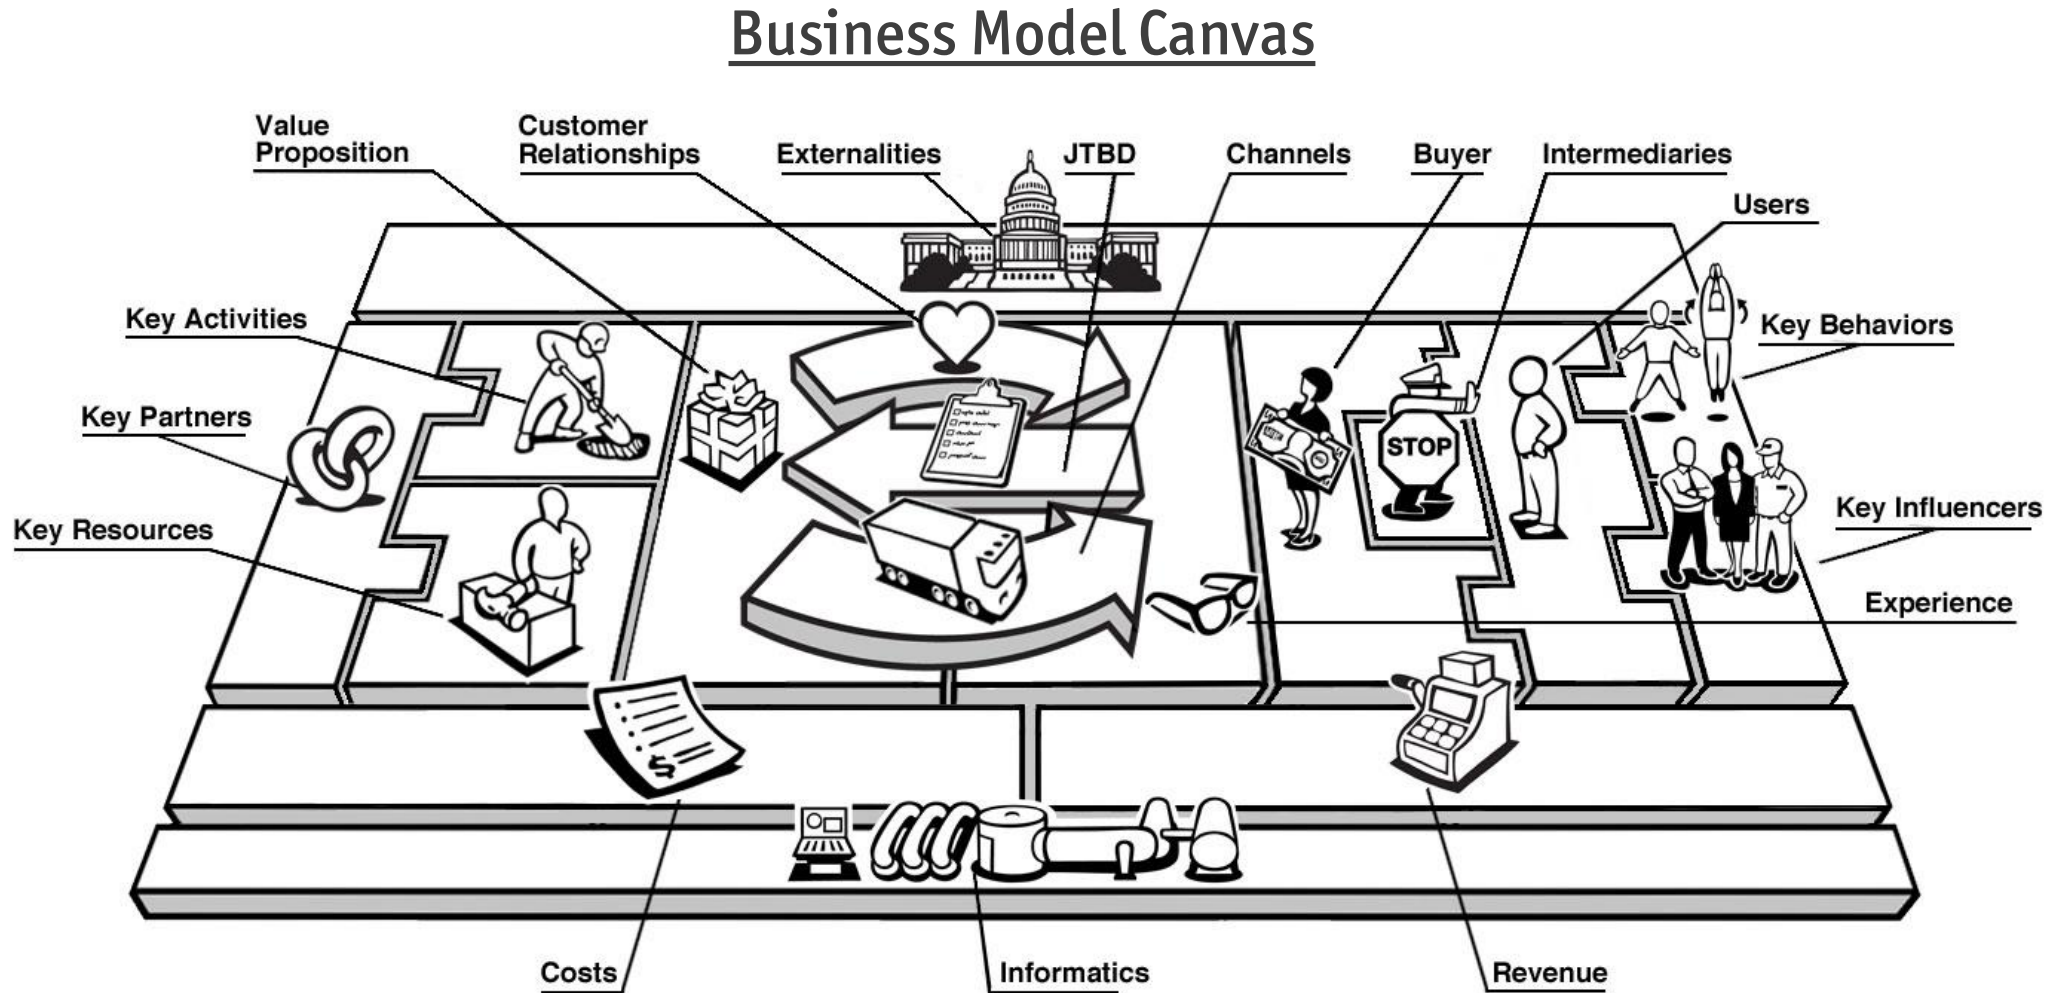 Business Model Canvas
Value
Proposition
Customer
Relationships
Externalities
JTBD
Channels
Buyer
Intermediaries
Users
Key Activities
Key Behaviors
Key Partners
Key Resources
STOP
Key Influencers
Experience
$
Costs
Informatics
Revenue